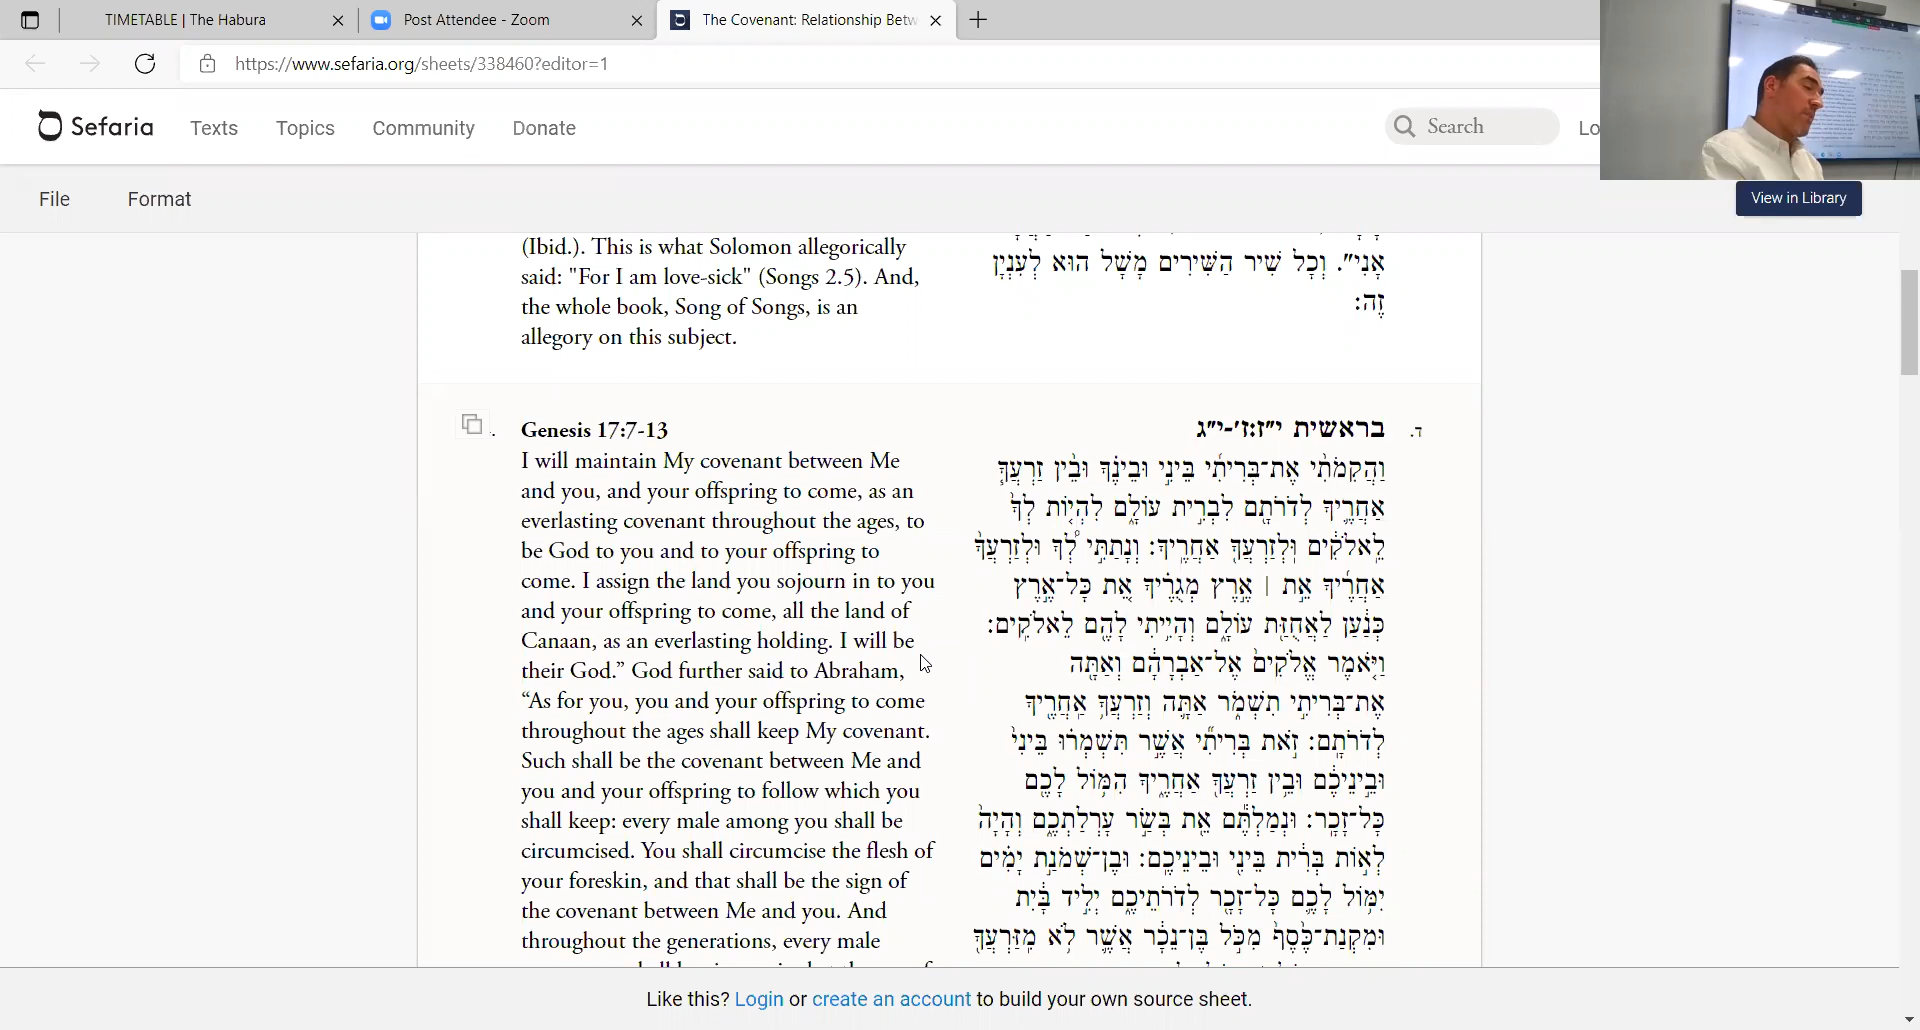 TIMETABLE | The Habura
Post Attendee - Zoom
The Covenant: Relationship Betw
https://www.sefaria.org/sheets/338460?editor=1
Sefaria
Texts
Topics
Community
Donate
Search
Lo
File
Format
View in Library
(Ibid.). This is what Solomon allegorically
said: "For I am love-sick" (Songs 2.5). And,
the whole book, Song of Songs, is an
allegory on this subject.
אָנִי". וְכָל שִׁיר הַשִּׁירִים מָשָׁל הוּא לְעִנְיָן
זֶה:
Genesis 17:7-13
I will maintain My covenant between Me
and you, and your offspring to come, as an
everlasting covenant throughout the ages, to
be God to you and to your offspring to
come. I assign the land you sojourn in to you
and your offspring to come, all the land of
Canaan, as an everlasting holding. I will be
their God.” God further said to Abraham,
“As for you, you and your offspring to come
throughout the ages shall keep My covenant.
Such shall be the covenant between Me and
you and your offspring to follow which you
shall keep: every male among you shall be
circumcised. You shall circumcise the flesh of
your foreskin, and that shall be the sign of
the covenant between Me and you. And
throughout the generations, every male
ד.
בראשית י״ז:ז׳-י״ג
וַהֲקִמֹתִ֨י אֶת־בְּרִיתִ֜י בֵּינִ֣י וּבֵינֶ֗ךָ וּבֵ֨ין זַרְעֲךָ֧
אַחֲרֶ֛יךָ לְדֹרֹתָ֖ם לִבְרִ֣ית עוֹלָ֑ם לִהְי֤וֹת לְךָ֙
לֵֽאלֹקִ֔ים וּֽלְזַרְעֲךָ֖ אַחֲרֶֽיךָ׃ וְנָתַתִּ֣י לְ֠ךָ וּלְזַרְעֲךָ֨
אַחֲרֶ֜יךָ אֵ֣ת ׀ אֶ֣רֶץ מְגֻרֶ֗יךָ אֵ֚ת כׇּל־אֶ֣רֶץ
כְּנַ֔עַן לַאֲחֻזַּ֖ת עוֹלָ֑ם וְהָיִ֥יתִי לָהֶ֖ם לֵאלֹקִֽים׃
וַיֹּ֤אמֶר אֱלֹקִים֙ אֶל־אַבְרָהָ֔ם וְאַתָּ֖ה
אֶת־בְּרִיתִ֣י תִשְׁמֹ֑ר אַתָּ֛ה וְזַרְעֲךָ֥ אַֽחֲרֶ֖יךָ
לְדֹרֹתָֽם׃ זֹ֣את בְּרִיתִ֞י אֲשֶׁ֣ר תִּשְׁמְר֗וּ בֵּינִי֙
וּבֵ֣ינֵיכֶ֔ם וּבֵ֥ין זַרְעֲךָ֖ אַחֲרֶ֑יךָ הִמּ֥וֹל לָכֶ֖ם
כׇּל־זָכָֽר׃ וּנְמַלְתֶּ֕ם אֵ֖ת בְּשַׂ֣ר עׇרְלַתְכֶ֑ם וְהָיָה֙
לְא֣וֹת בְּרִ֔ית בֵּינִ֖י וּבֵינֵיכֶֽם׃ וּבֶן־שְׁמֹנַ֣ת יָמִ֗ים
יִמּ֥וֹל לָכֶ֛ם כׇּל־זָכָ֖ר לְדֹרֹתֵיכֶ֑ם יְלִ֣יד בָּ֔יִת
וּמִקְנַת־כֶּ֙סֶף֙ מִכֹּ֣ל בֶּן־נֵכָ֔ר אֲשֶׁ֛ר לֹ֥א מִֽזַּרְעֲךָ֖
Like this? Login or create an account to build your own source sheet.